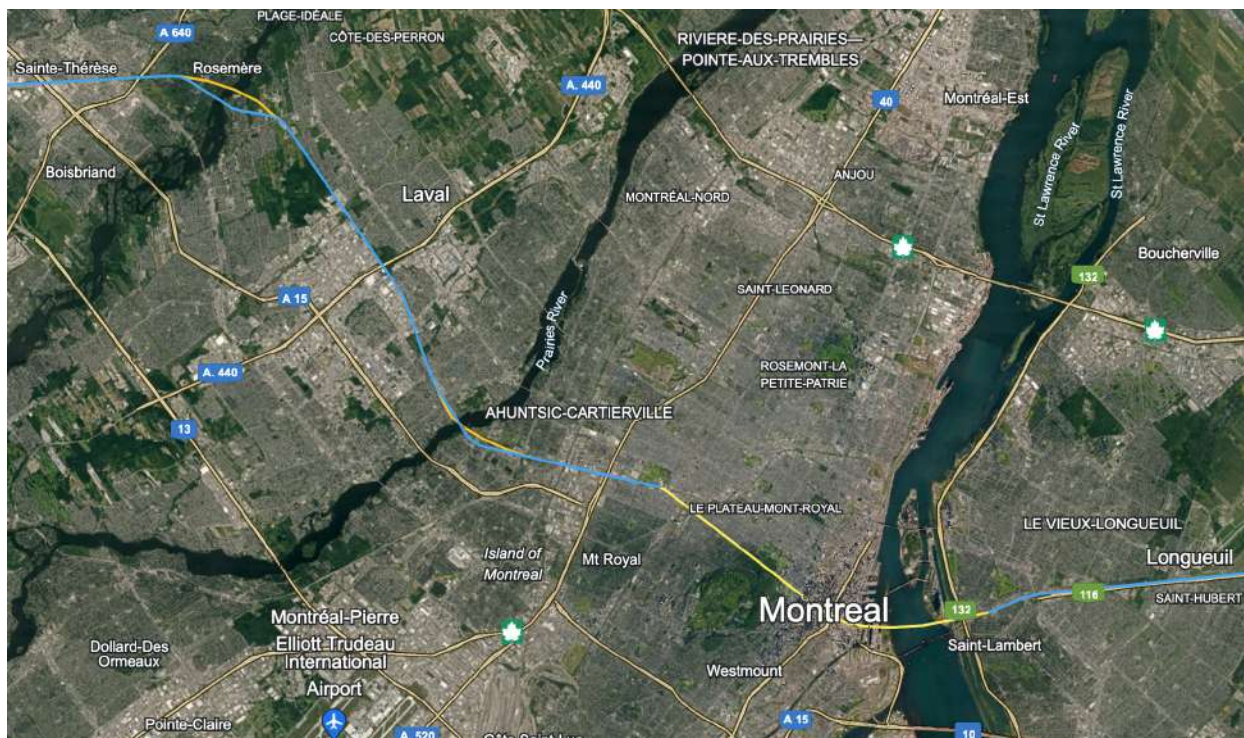 PLAGE-IDÉALE
A 640
CÔTE-DES-PERRON
RIVIERE-DES-PRAIRIES—
POINTE-AUX-TREMBLES
Sainte-Thérèse
Rosemère
A. 440
40
Montréal-Est
St Lawrence River
St Lawrence River
Boisbriand
Laval
MONTRÉAL-NORD
ANJOU
Boucherville
132
A 15
SAINT-LEONARD
Prairies River
A. 440
ROSEMONT-LA
PETITE-PATRIE
13
AHUNTSIC-CARTIERVILLE
LE PLATEAU-MONT-ROYAL
LE VIEUX-LONGUEUIL
Island of
Montreal
Mt Royal
Longueuil
116
SAINT-HUBERT
132
Montreal
Montréal-Pierre
Elliott Trudeau
International
Airport
Dollard-Des
Ormeaux
Saint-Lambert
Westmount
Pointe-Claire
A 15
10
A. 520
Côte Saint-Luc